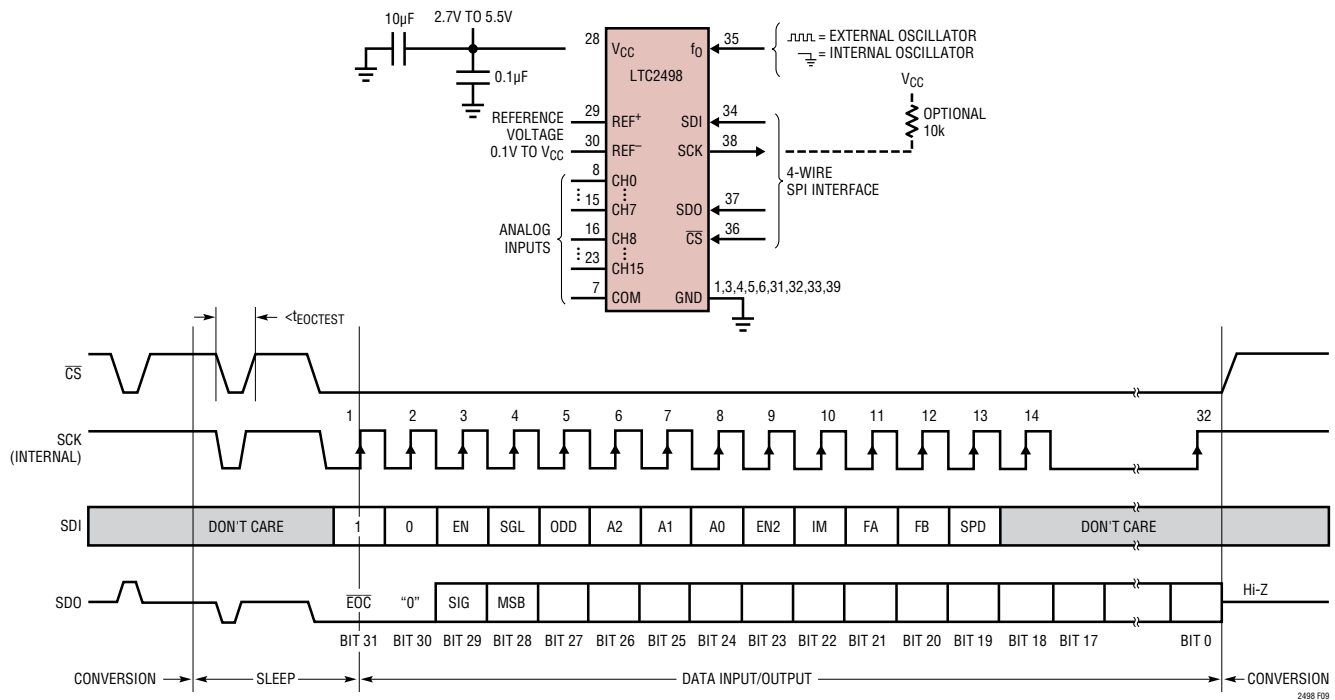 10µF
2.7V TO 5.5V
28
VCC
fO
35
= EXTERNAL OSCILLATOR
= INTERNAL OSCILLATOR
LTC2498
0.1µF
VCC
OPTIONAL
10k
REFERENCE
VOLTAGE
0.1V TO VCC
29
REF+
SDI
34
30
REF–
SCK
38
4-WIRE
SPI INTERFACE
8
CH0
15
CH7
SDO
37
ANALOG
INPUTS
16
CH8
CS
36
23
CH15
7
COM
GND
1,3,4,5,6,31,32,33,39
<tEOCTEST
CS
1 2 3 4 5 6 7 8 9 10 11 12 13 14 32
SCK
(INTERNAL)
SDI DON'T CARE 1 0 EN SGL ODD A2 A1 A0 EN2 IM FA FB SPD DON'T CARE
SDO EOC "0" SIG MSB Hi-Z
BIT 31 BIT 30 BIT 29 BIT 28 BIT 27 BIT 26 BIT 25 BIT 24 BIT 23 BIT 22 BIT 21 BIT 20 BIT 19 BIT 18 BIT 17 BIT 0
CONVERSION SLEEP DATA INPUT/OUTPUT CONVERSION
2498 F09